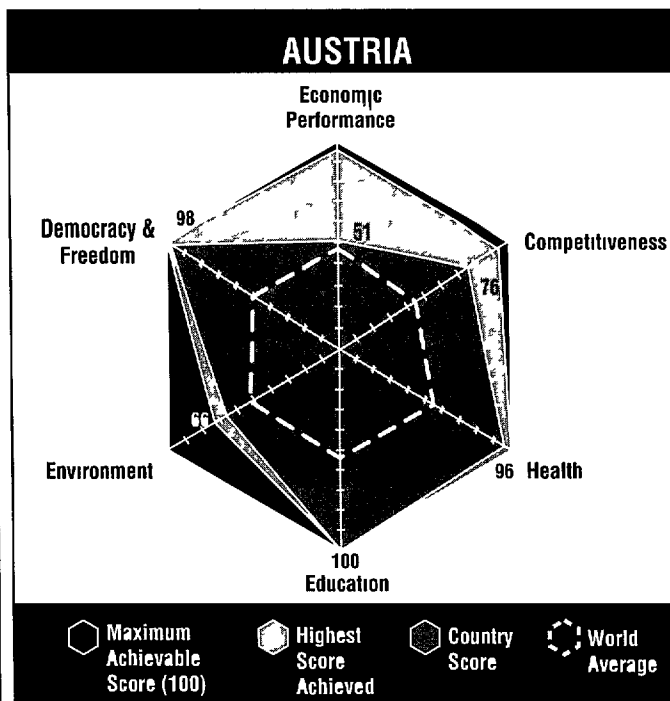 AUSTRIA
Economic
Performance
98
Democracy &
Freedom
51
Competitiveness
76
66
Environment
96
Health
100
Education
Maximum
Achievable
Score (100)
Highest
Score
Achieved
Country
Score
World
Average